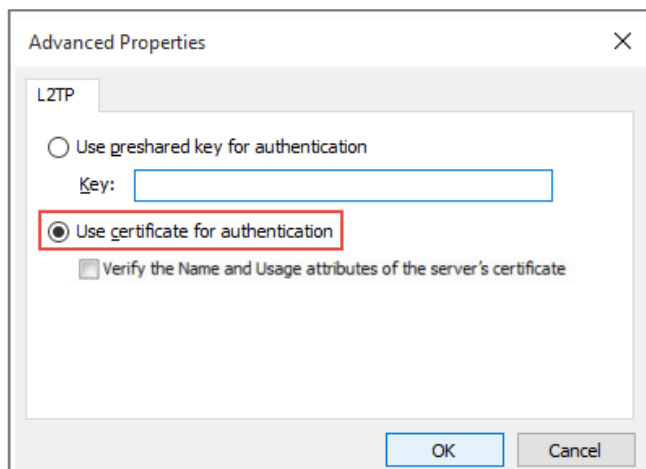 Advanced Properties
L2TP
Use preshared key for authentication
Key:
Use certificate for authentication
Verify the Name and Usage attributes of the server's certificate
OK Cancel